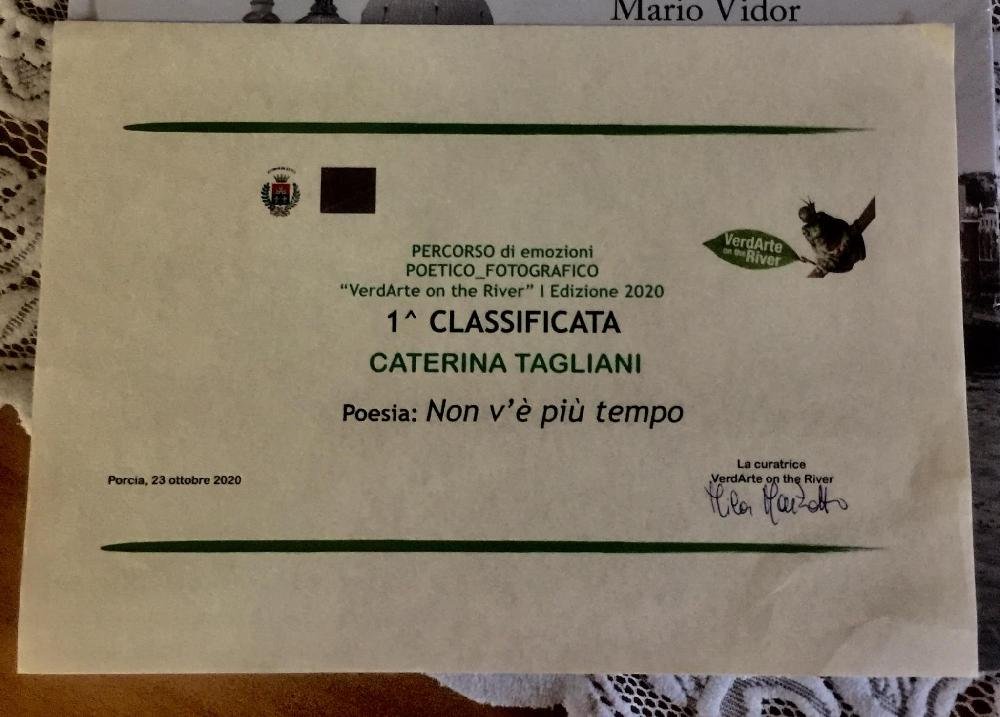 Mario Vidor
VerdArte
on the River
PERCORSO di emozioni
POETICO_FOTOGRAFICO
“VerdArte on the River” I Edizione 2020
1^ CLASSIFICATA
CATERINA TAGLIANI
Poesia: Non v’è più tempo
Porcia, 23 ottobre 2020
La curatrice
VerdArte on the River